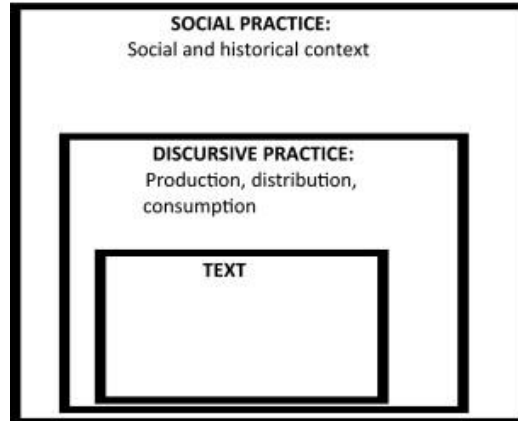 SOCIAL PRACTICE:
Social and historical context
DISCURSIVE PRACTICE:
Production, distribution,
consumption
TEXT